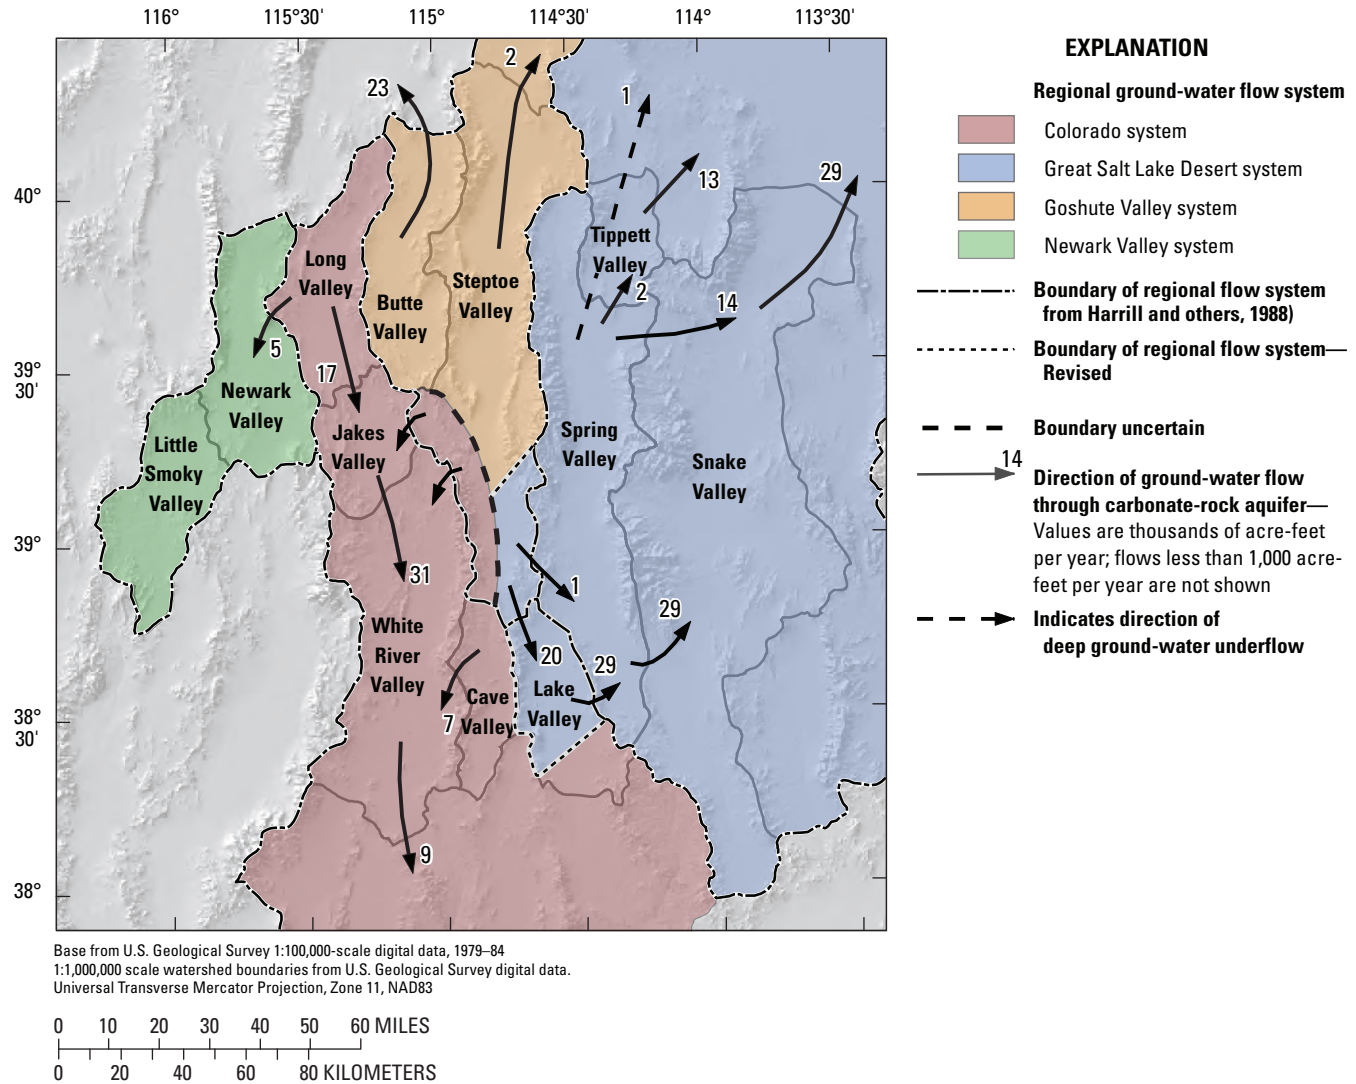 116° 115°30' 115° 114°30' 114° 113°30'
2
23
1
13
29
40°
Tippett
Valley
Long
Valley
Steptoe
Valley
Butte
Valley
2
14
5
17
39°
30'
Newark
Valley
Jakes
Valley
Spring
Valley
Little
Smoky
Valley
Snake
Valley
39°
31
1
29
White
River
Valley
20
29
Lake
Valley
Cave
Valley
7
38°
30'
9
38°
EXPLANATION
Regional ground-water flow system
Colorado system
Great Salt Lake Desert system
Goshute Valley system
Newark Valley system
Boundary of regional flow system
from Harrill and others, 1988)
Boundary of regional flow system—
Revised
Boundary uncertain
14
Direction of ground-water flow
through carbonate-rock aquifer—
Values are thousands of acre-feet
per year; flows less than 1,000 acre-
feet per year are not shown
Indicates direction of
deep ground-water underflow
Base from U.S. Geological Survey 1:100,000-scale digital data, 1979–84
1:1,000,000 scale watershed boundaries from U.S. Geological Survey digital data.
Universal Transverse Mercator Projection, Zone 11, NAD83
0 10 20 30 40 50 60 MILES
0 20 40 60 80 KILOMETERS